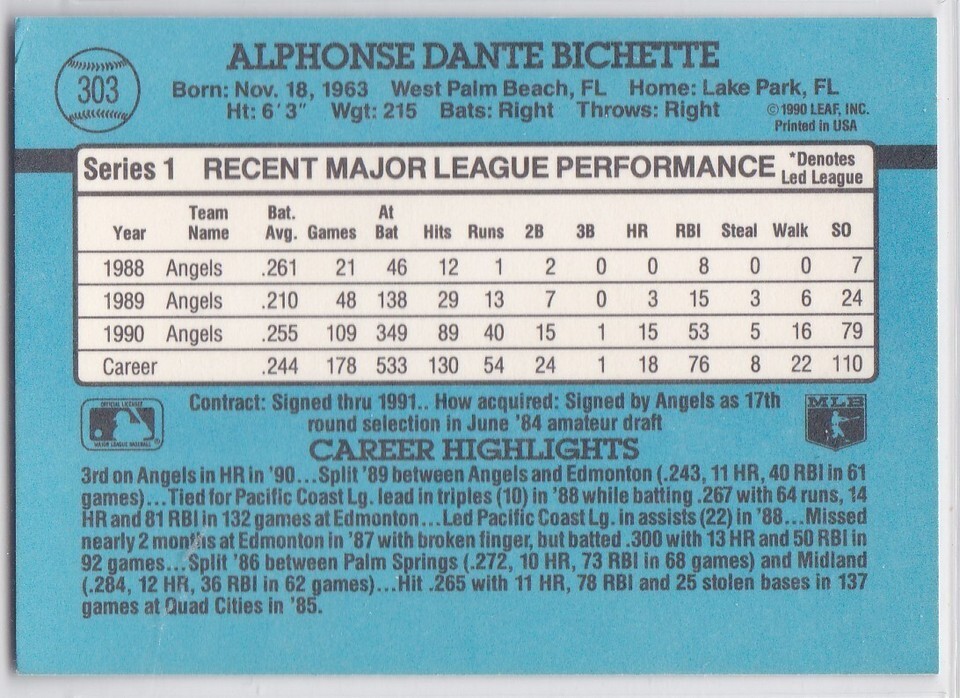 303
ALPHONSE DANTE BICHETTE
Born: Nov. 18, 1963 West Palm Beach, FL Home: Lake Park, FL
Ht: 6'3" Wgt: 215 Bats: Right Throws: Right
©1990 LEAF, INC.
Printed in USA
Series 1 RECENT MAJOR LEAGUE PERFORMANCE
*Denotes
Led League
Year Team Name Bat. Avg. Games At Bat Hits Runs 2B 3B HR RBI Steal Walk SO
1988 Angels .261 21 46 12 1 2 0 0 8 0 0 7
1989 Angels .210 48 138 29 13 7 0 3 15 3 6 24
1990 Angels .255 109 349 89 40 15 1 15 53 5 16 79
Career .244 178 533 130 54 24 1 18 76 8 22 110
OFFICIAL LICENSEE
MAJOR LEAGUE BASEBALL
®
Contract: Signed thru 1991.. How acquired: Signed by Angels as 17th
round selection in June '84 amateur draft
MLB
CAREER HIGHLIGHTS
3rd on Angels in HR in '90...Split '89 between Angels and Edmonton (.243, 11 HR, 40 RBI in 61
games)...Tied for Pacific Coast Lg. lead in triples (10) in '88 while batting .267 with 64 runs, 14
HR and 81 RBI in 132 games at Edmonton...Led Pacific Coast Lg. in assists (22) in '88...Missed
nearly 2 months at Edmonton in '87 with broken finger, but batted .300 with 13 HR and 50 RBI in
92 games...Split '86 between Palm Springs (.272, 10 HR, 73 RBI in 68 games) and Midland
(.284, 12 HR, 36 RBI in 62 games)...Hit .265 with 11 HR, 78 RBI and 25 stolen bases in 137
games at Quad Cities in '85.